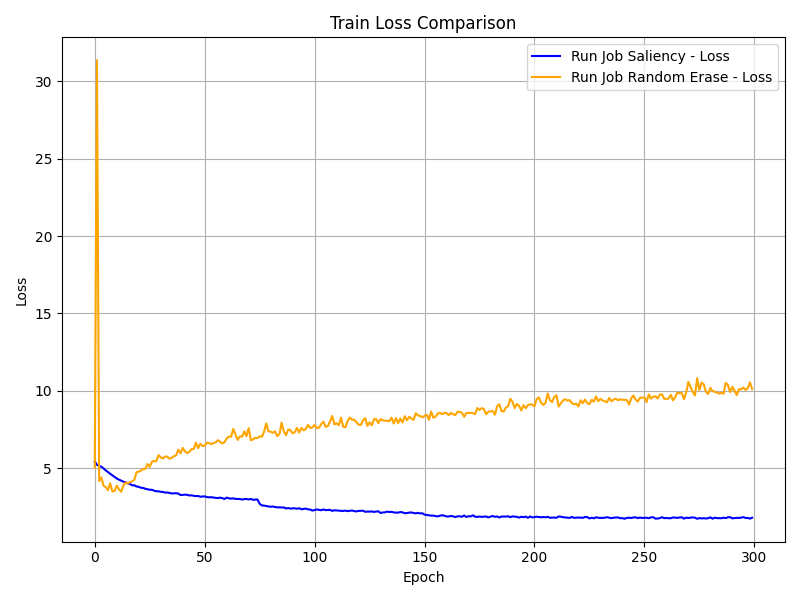 Train Loss Comparison
Run Job Saliency - Loss
Run Job Random Erase - Loss
30
25
20
15
10
5
Loss
0
50
100
150
200
250
300
Epoch